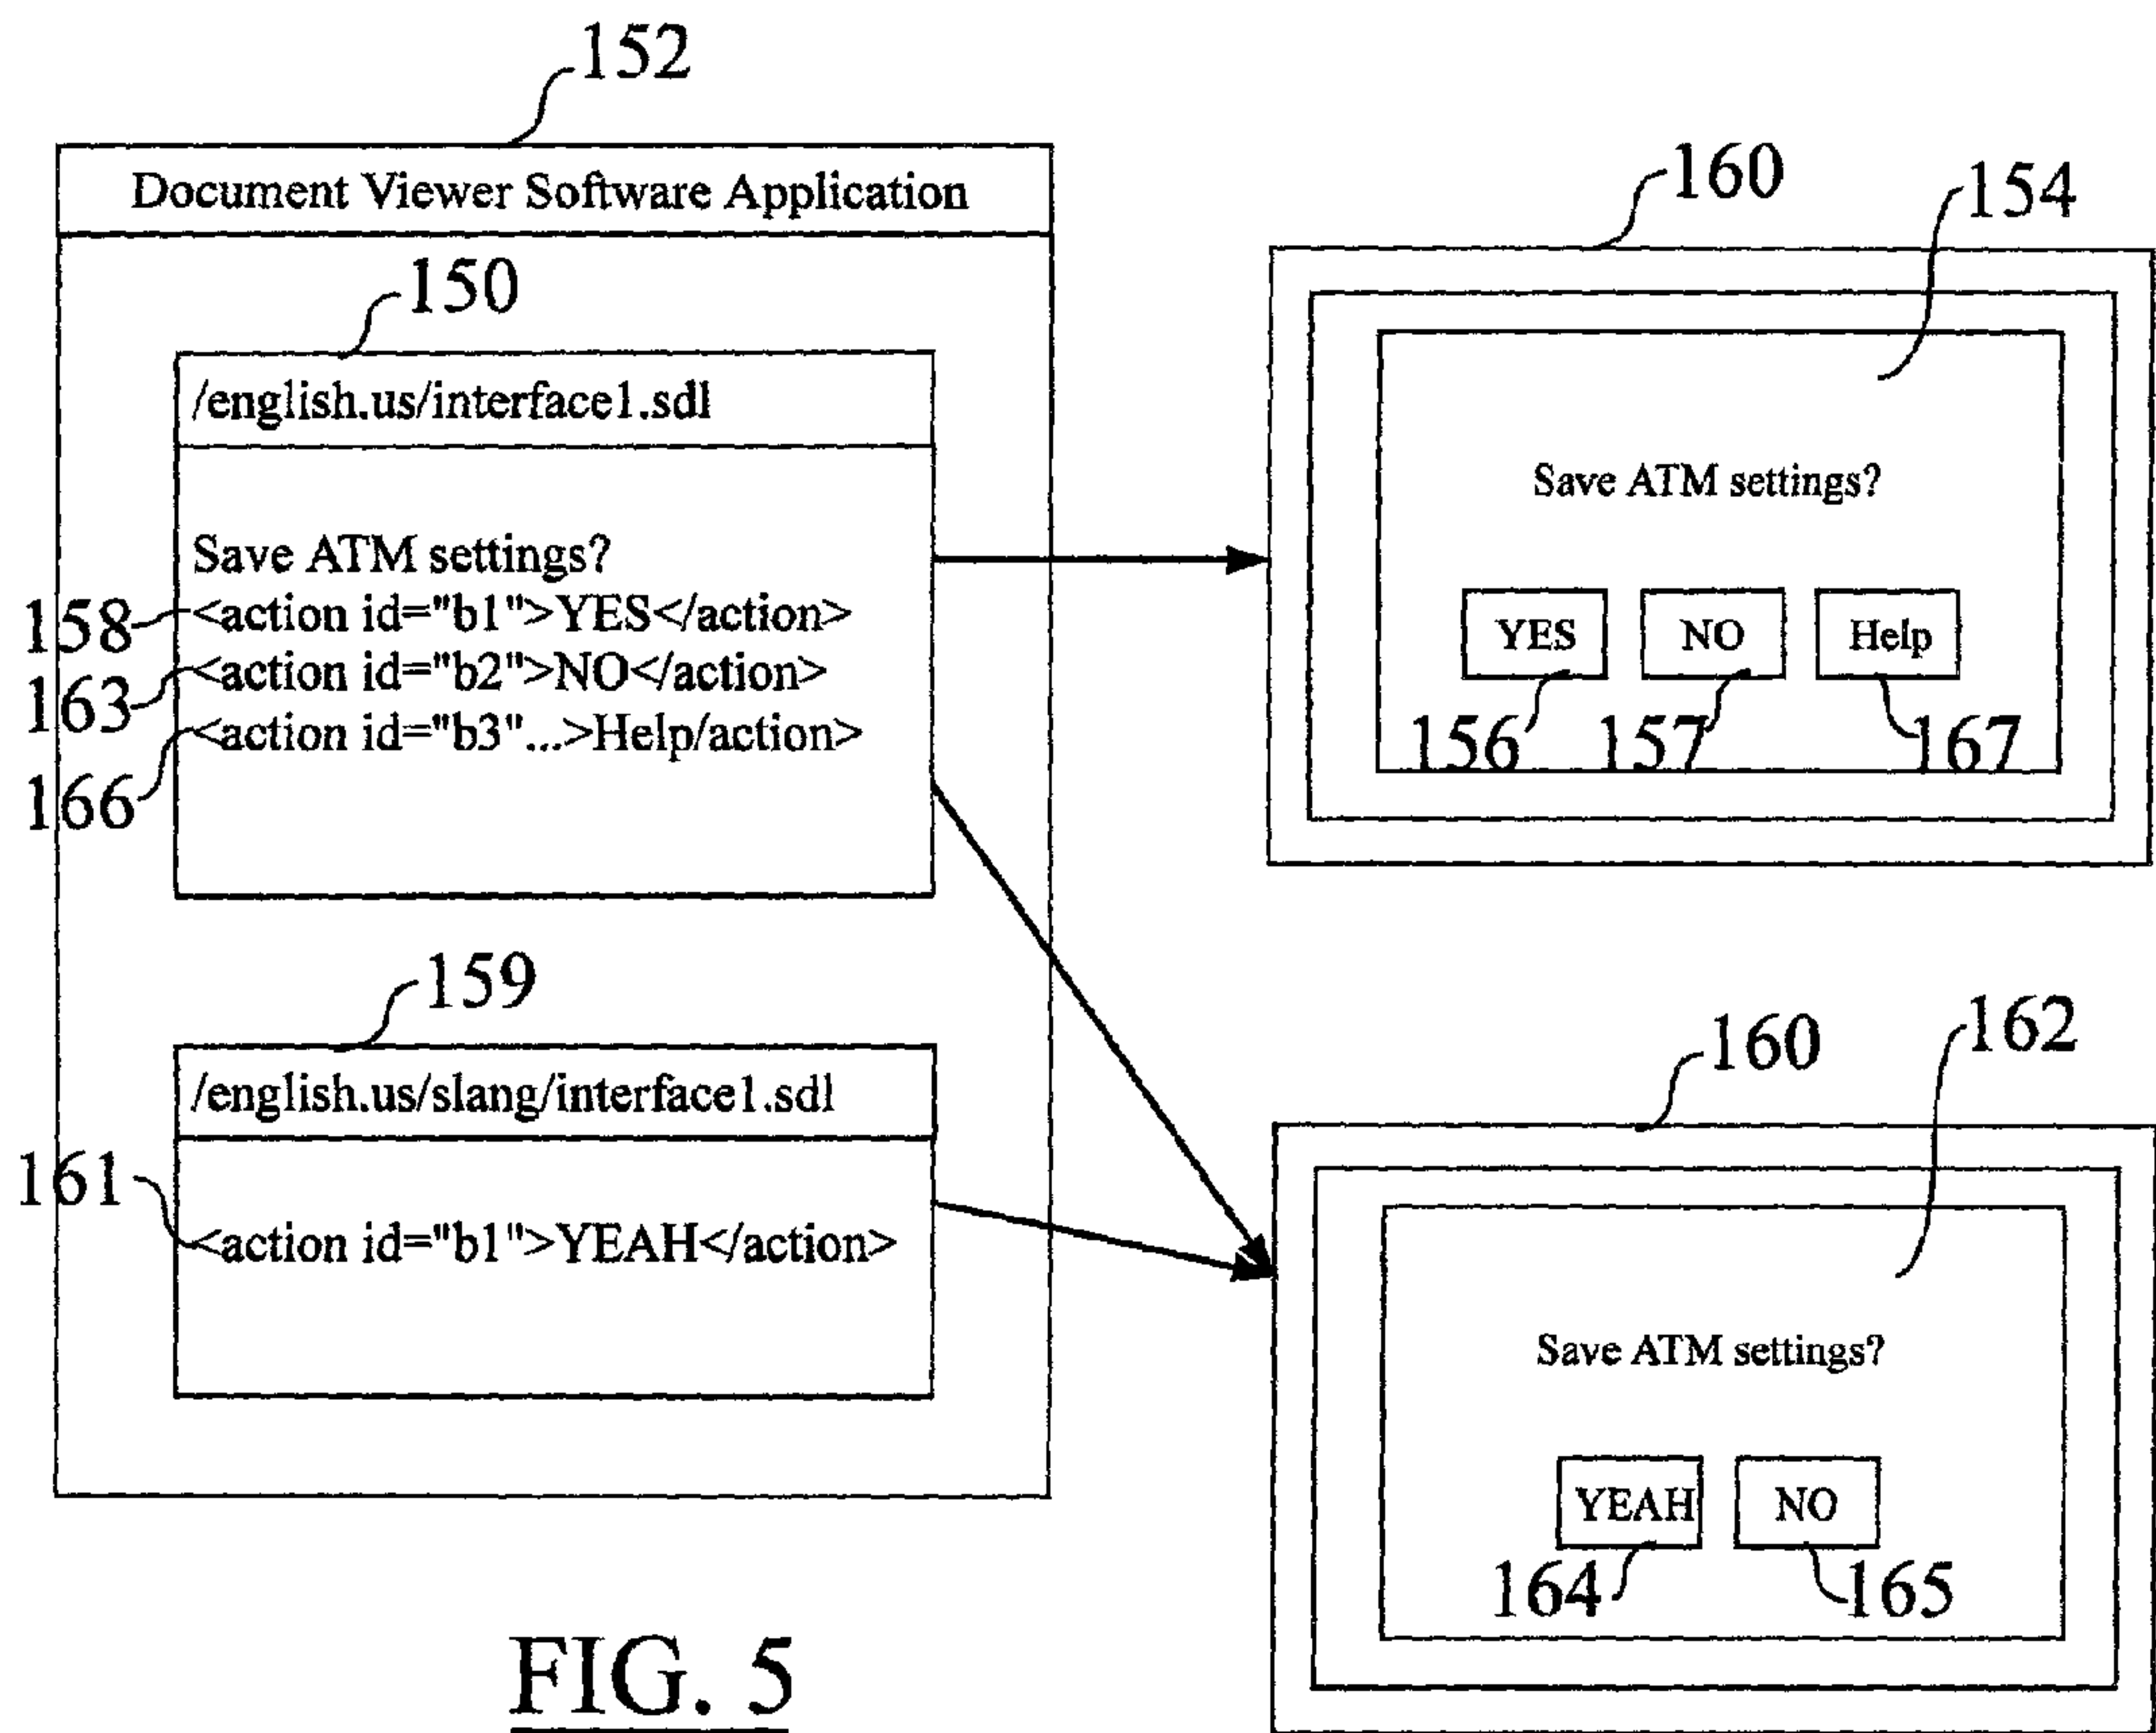 152
Document Viewer Software Application
150
/english.us/interface1.sdl
Save ATM settings?
158 <action id="b1">YES</action>
163 <action id="b2">NO</action>
166 <action id="b3"...>Help/action>
159
/english.us/slang/interface1.sdl
161 <action id="b1">YEAH</action>
160
154
Save ATM settings?
YES NO Help
156 157 167
160
162
Save ATM settings?
YEAH NO
164 165
FIG. 5